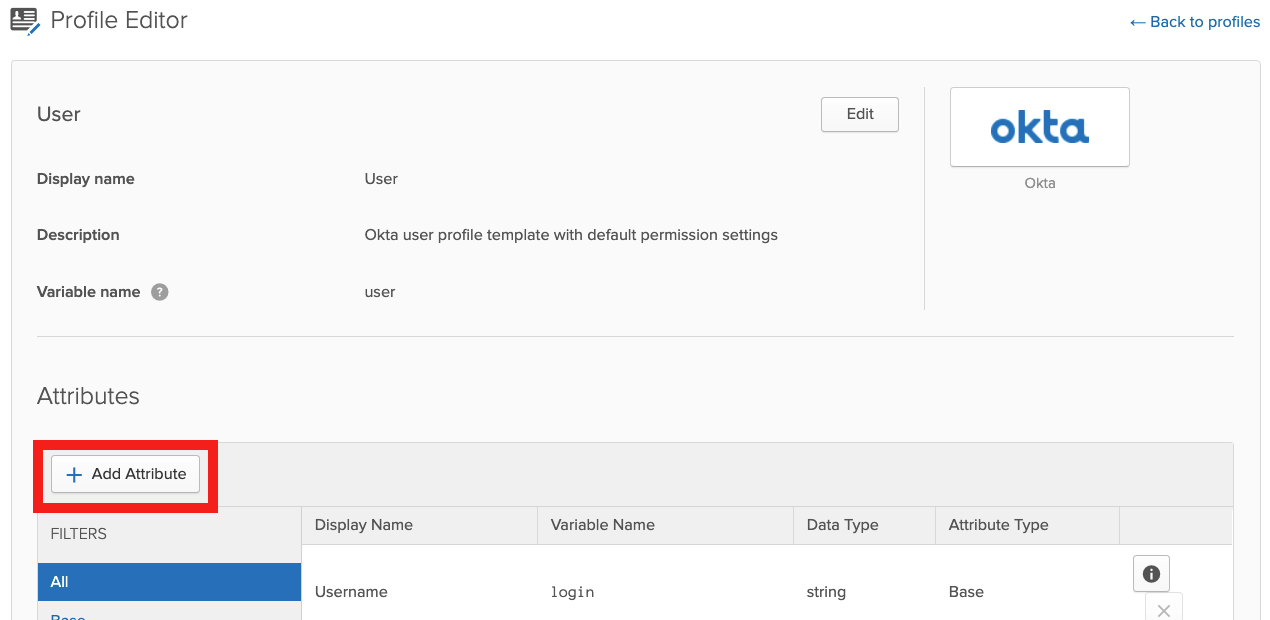 Profile Editor
← Back to profiles
User
Edit
okta
Okta
Display name
User
Description
Okta user profile template with default permission settings
Variable name ?
user
Attributes
+ Add Attribute
FILTERS
Display Name
Variable Name
Data Type
Attribute Type
All
Username
login
string
Base
Base